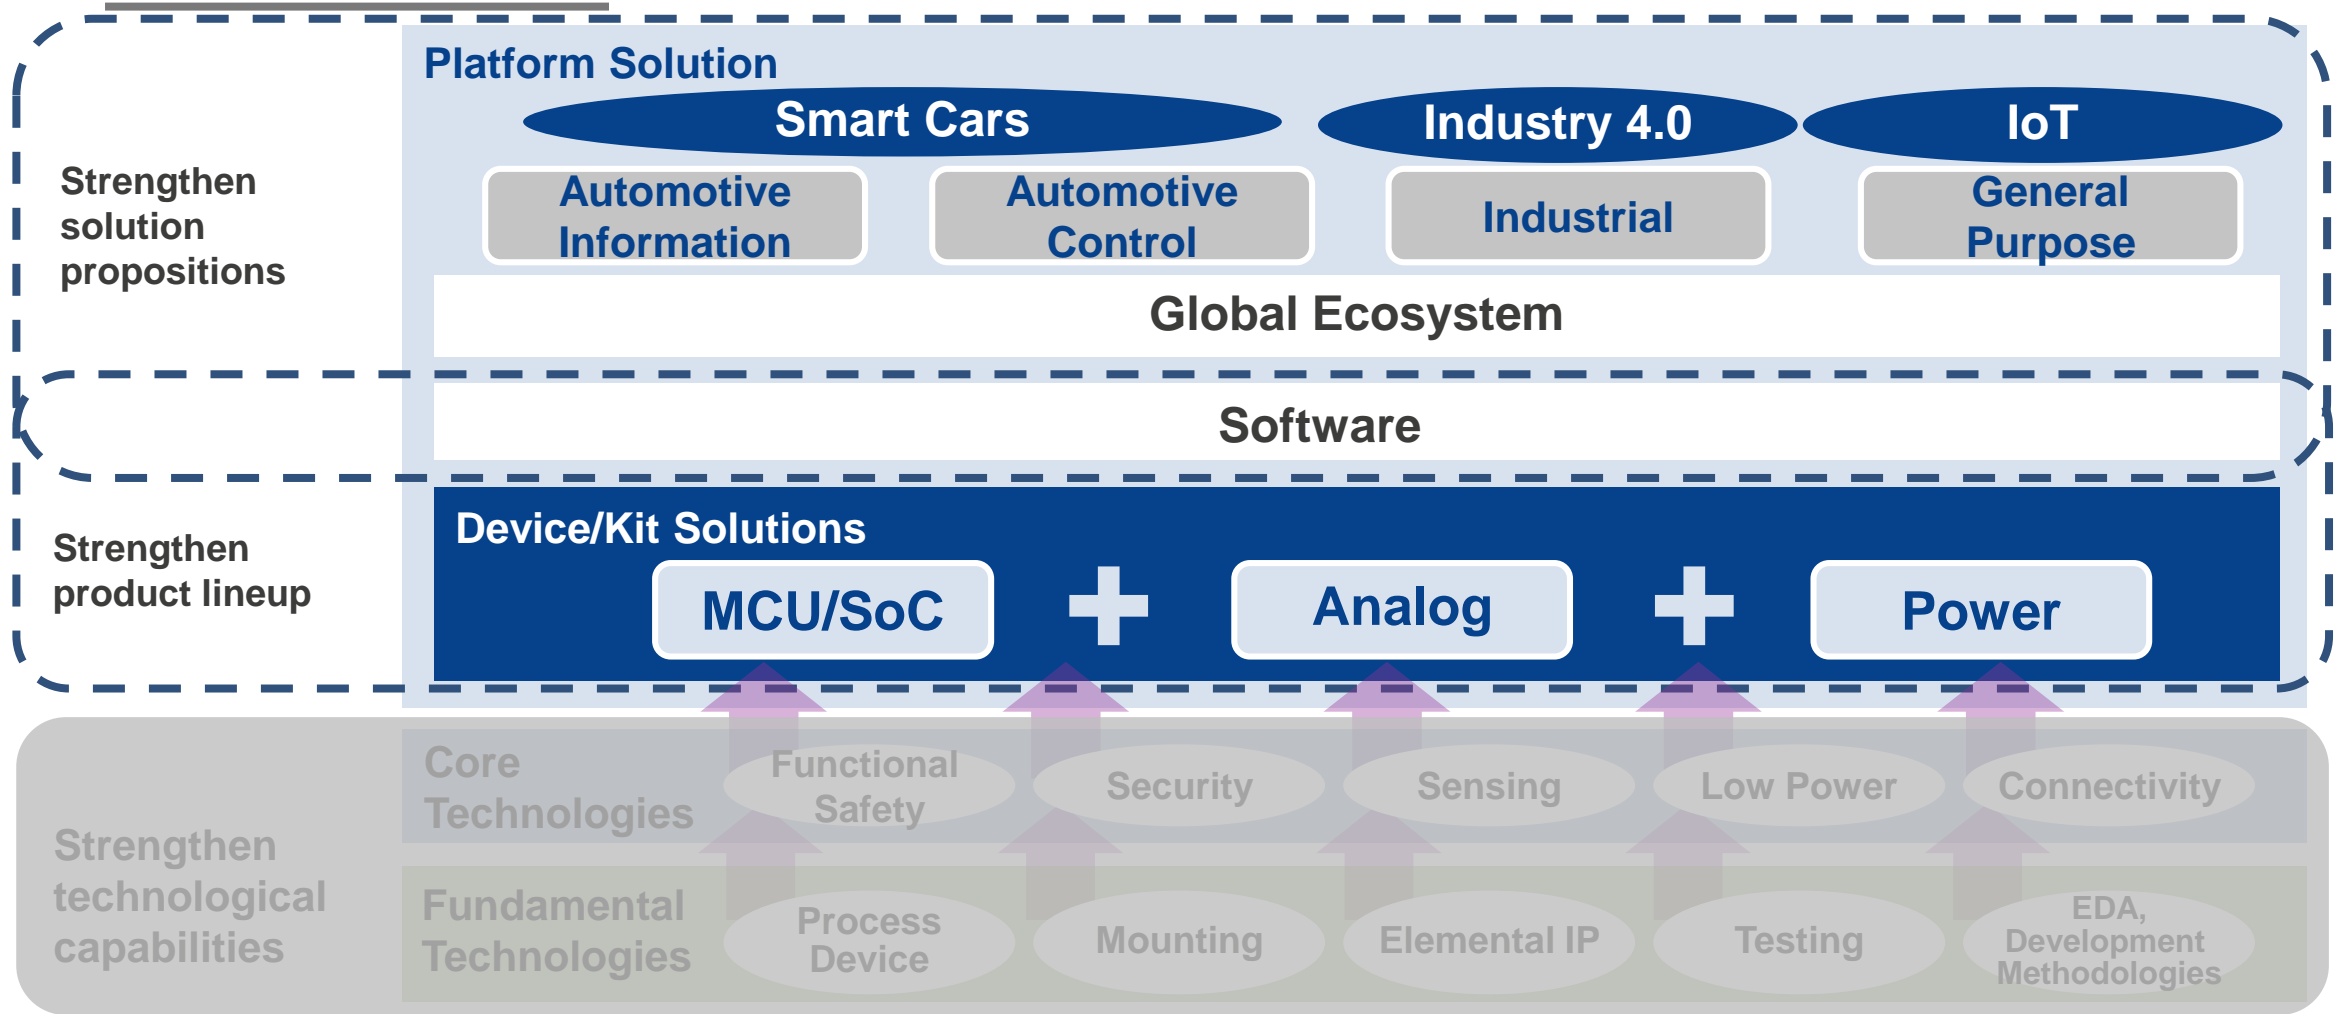 Platform Solution
Smart Cars
Industry 4.0
IoT
Strengthen
solution
propositions
Automotive
Information
Automotive
Control
Industrial
General
Purpose
Global Ecosystem
Software
Strengthen
product lineup
Device/Kit Solutions
MCU/SoC
Analog
Power
Strengthen
technological
capabilities
Core
Technologies
Functional
Safety
Security
Sensing
Low Power
Connectivity
Fundamental
Technologies
Process
Device
Mounting
Elemental IP
Testing
EDA,
Development
Methodologies